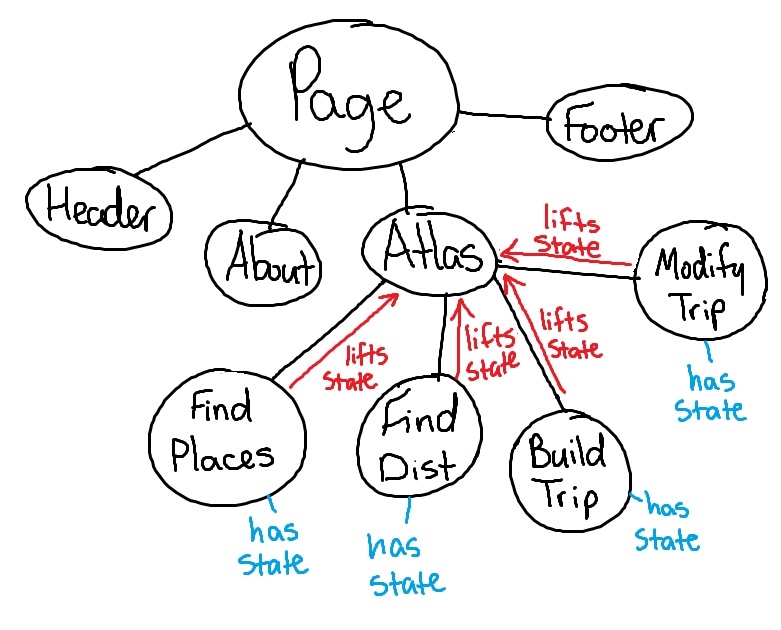 Page
Footer
Header
About
Atlas
lifts
State
Modify
Trip
has
State
lifts
State
lifts
State
lifts
State
Find
Places
has
State
Find
Dist
has
State
Build
Trip
has
State